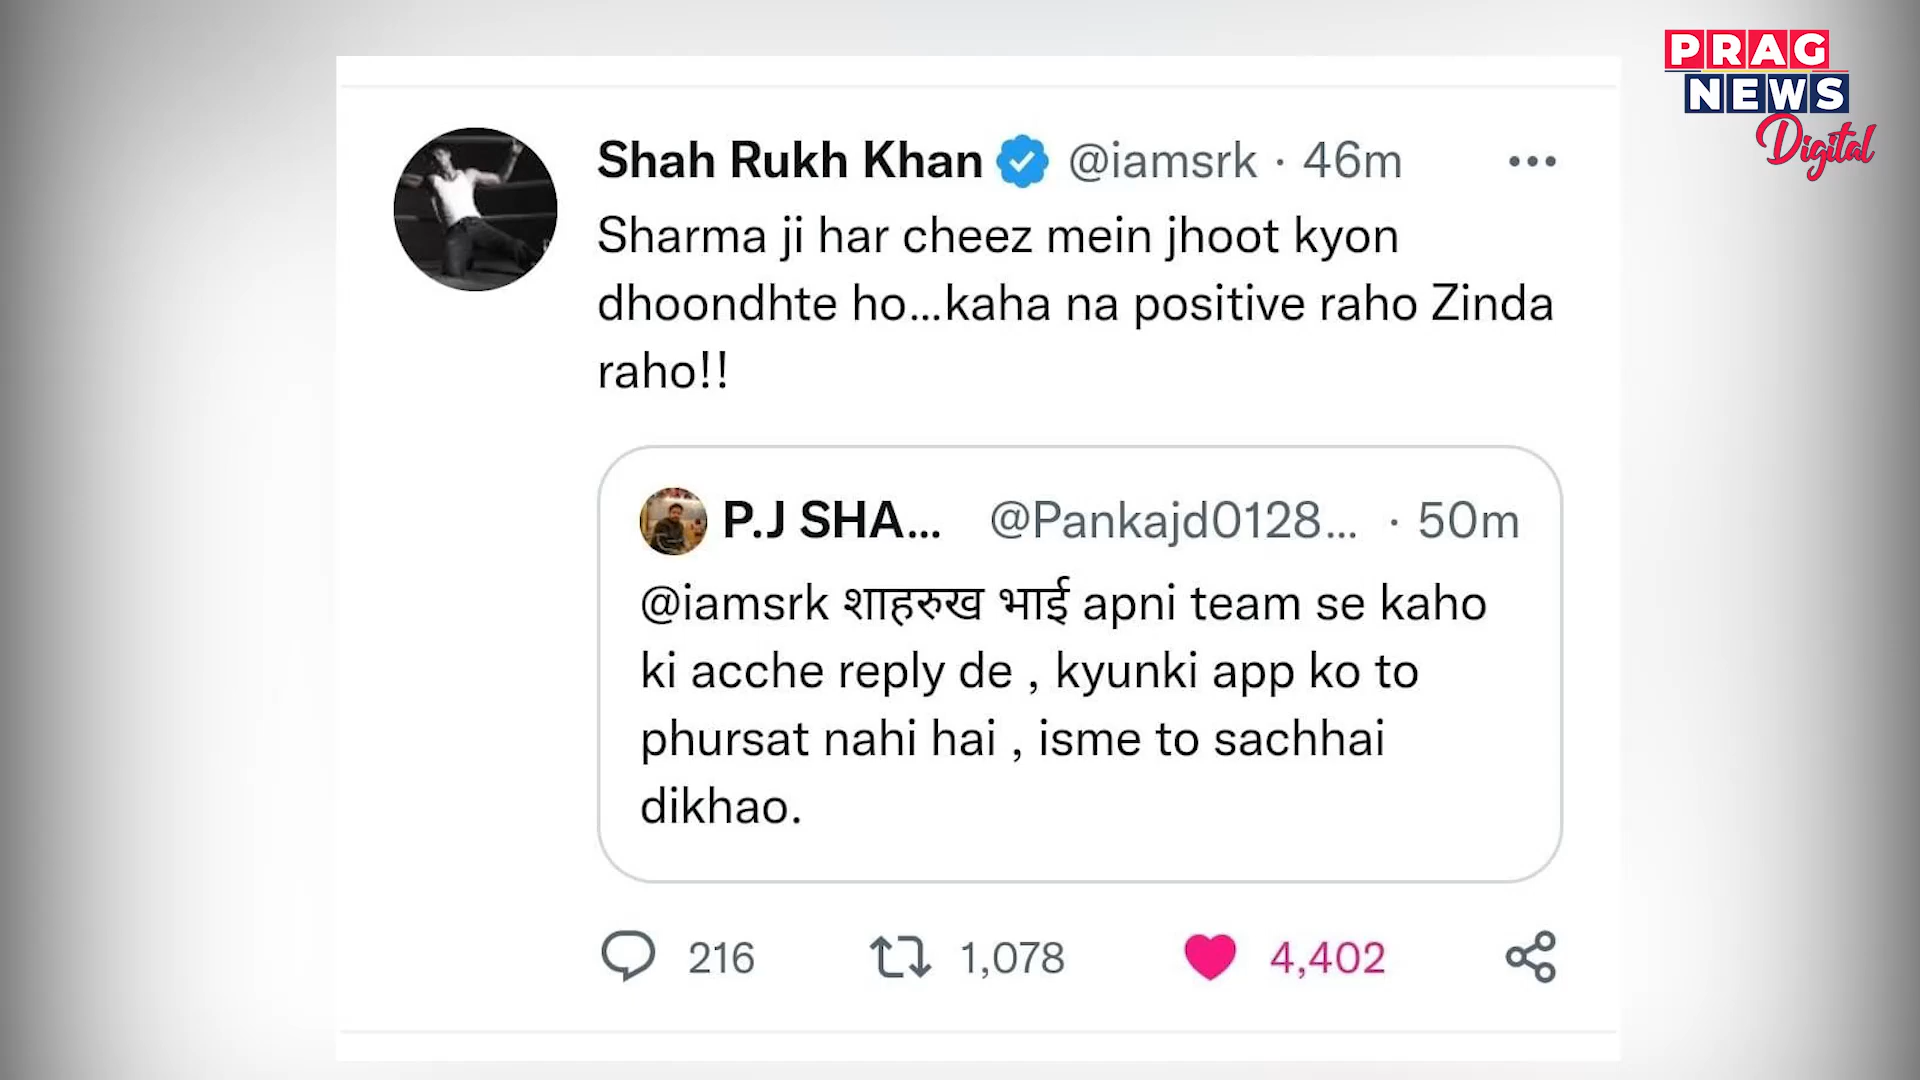 PRAG
NEWS
Digital
Shah Rukh Khan @iamsrk · 46m
Sharma ji har cheez mein jhoot kyon
dhoondhte ho...kaha na positive raho Zinda
raho!!
P.J SHA... @Pankajd0128... · 50m
@iamsrk शाहरुख भाई apni team se kaho
ki acche reply de , kyunki app ko to
phursat nahi hai , isme to sachhai
dikhao.
216 1,078 4,402